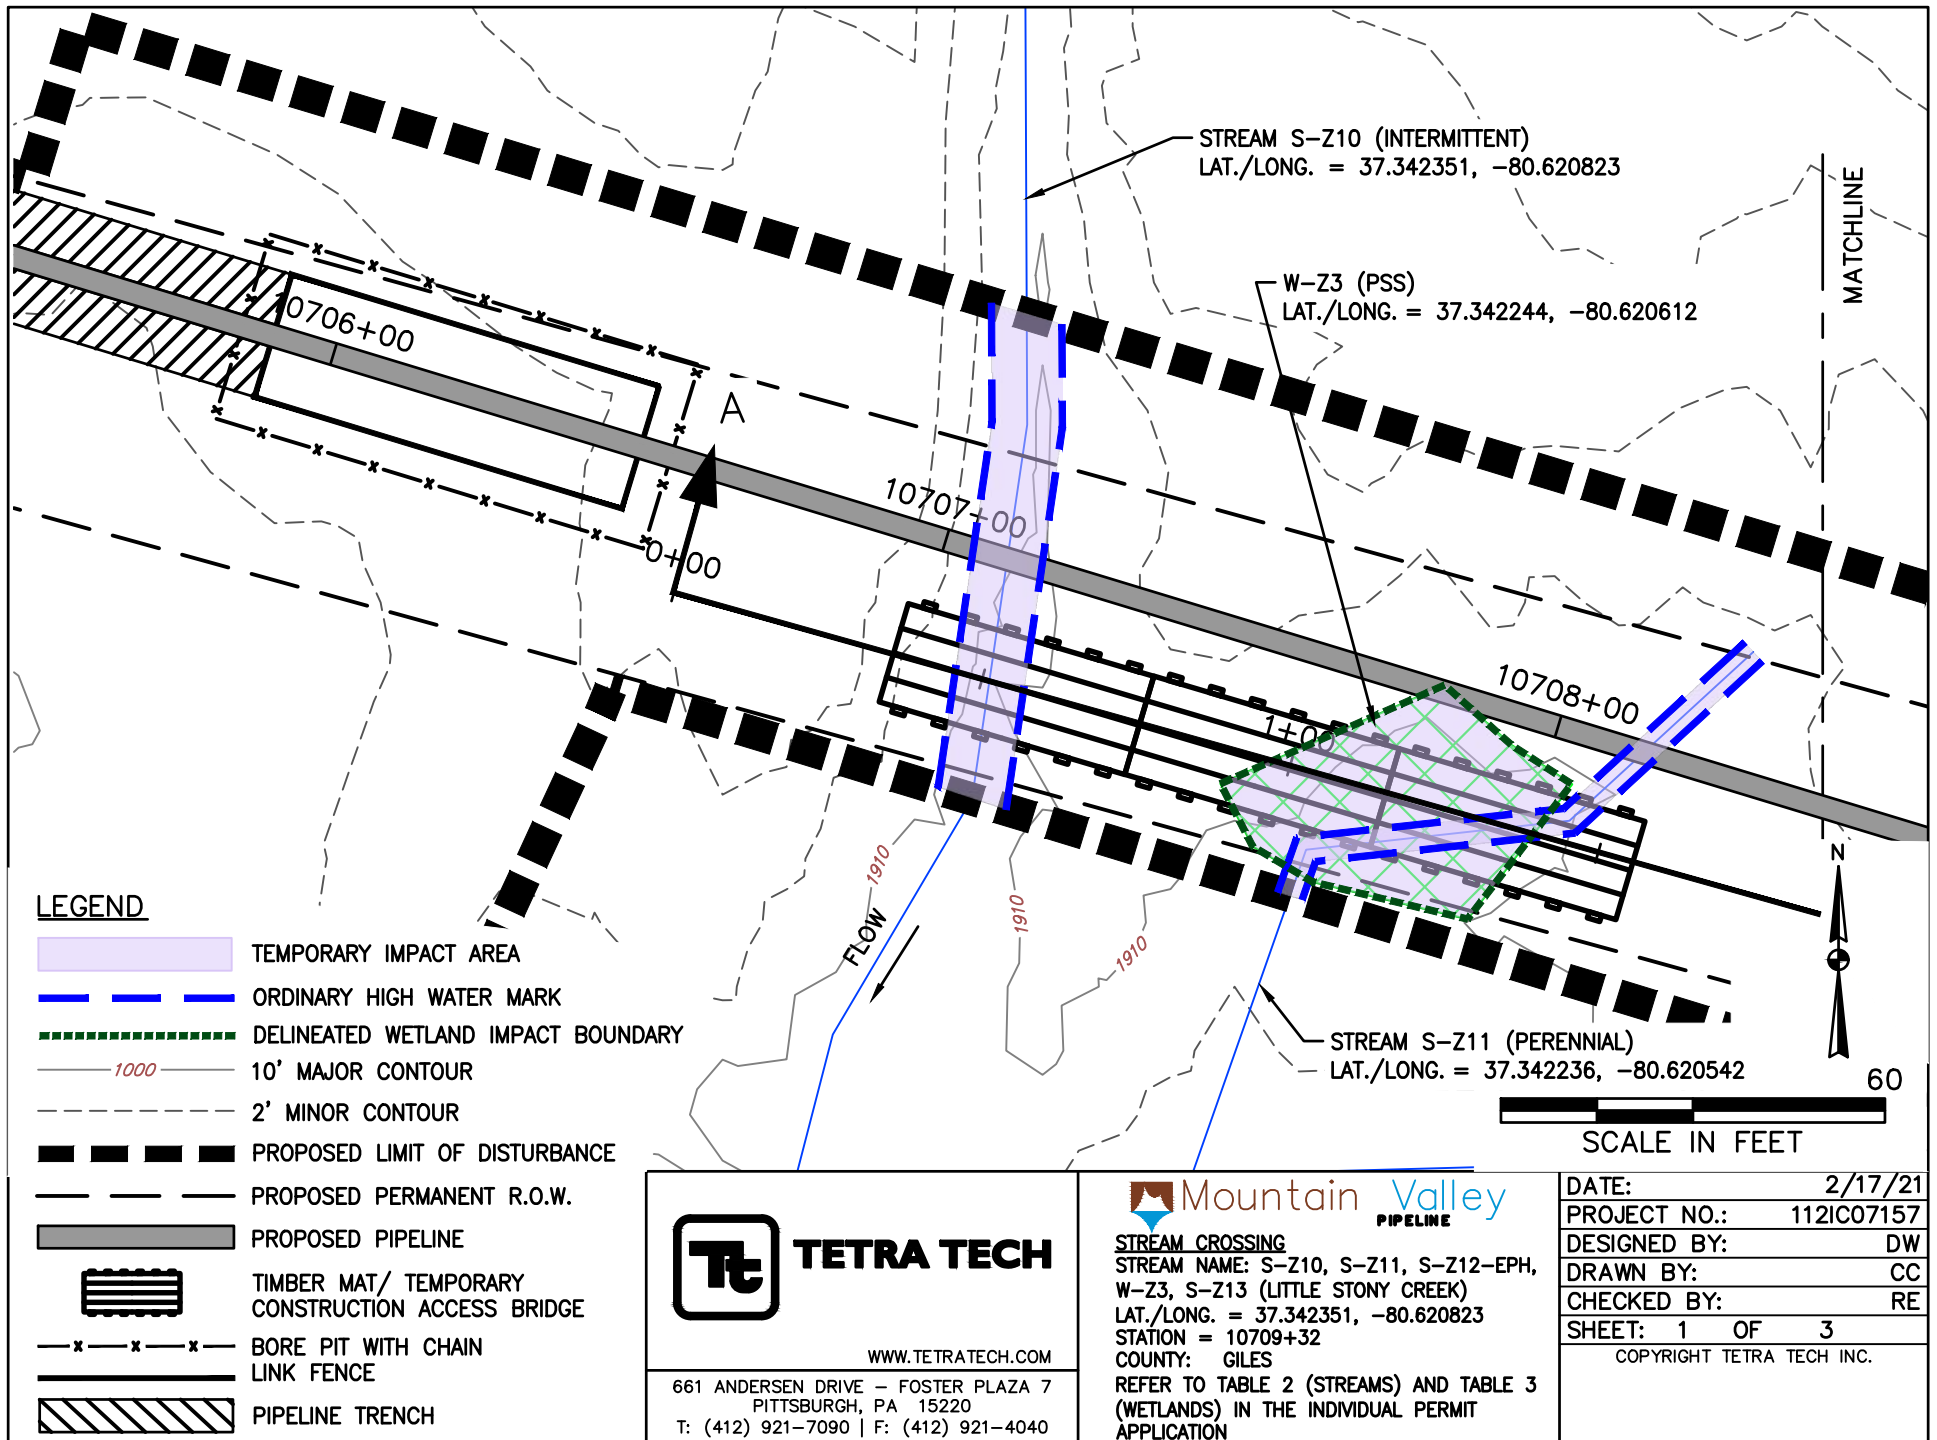 STREAM S-Z10 (INTERMITTENT)
LAT./LONG. = 37.342351, -80.620823
MATCHLINE
W-Z3 (PSS)
LAT./LONG. = 37.342244, -80.620612
10706+00
A
10707+00
0+00
10708+00
1+00
N
1910
1910
1910
FLOW
STREAM S-Z11 (PERENNIAL)
LAT./LONG. = 37.342236, -80.620542
60
SCALE IN FEET
LEGEND
TEMPORARY IMPACT AREA
ORDINARY HIGH WATER MARK
DELINEATED WETLAND IMPACT BOUNDARY
1000
10' MAJOR CONTOUR
2' MINOR CONTOUR
PROPOSED LIMIT OF DISTURBANCE
PROPOSED PERMANENT R.O.W.
PROPOSED PIPELINE
TIMBER MAT/ TEMPORARY
CONSTRUCTION ACCESS BRIDGE
BORE PIT WITH CHAIN
LINK FENCE
PIPELINE TRENCH
Tt
TETRA TECH
WWW.TETRATECH.COM
661 ANDERSEN DRIVE - FOSTER PLAZA 7
PITTSBURGH, PA 15220
T: (412) 921-7090 | F: (412) 921-4040
Mountain Valley
PIPELINE
STREAM CROSSING
STREAM NAME: S-Z10, S-Z11, S-Z12-EPH,
W-Z3, S-Z13 (LITTLE STONY CREEK)
LAT./LONG. = 37.342351, -80.620823
STATION = 10709+32
COUNTY: GILES
REFER TO TABLE 2 (STREAMS) AND TABLE 3
(WETLANDS) IN THE INDIVIDUAL PERMIT
APPLICATION
DATE: 2/17/21
PROJECT NO.: 112IC07157
DESIGNED BY: DW
DRAWN BY: CC
CHECKED BY: RE
SHEET: 1 OF 3
COPYRIGHT TETRA TECH INC.